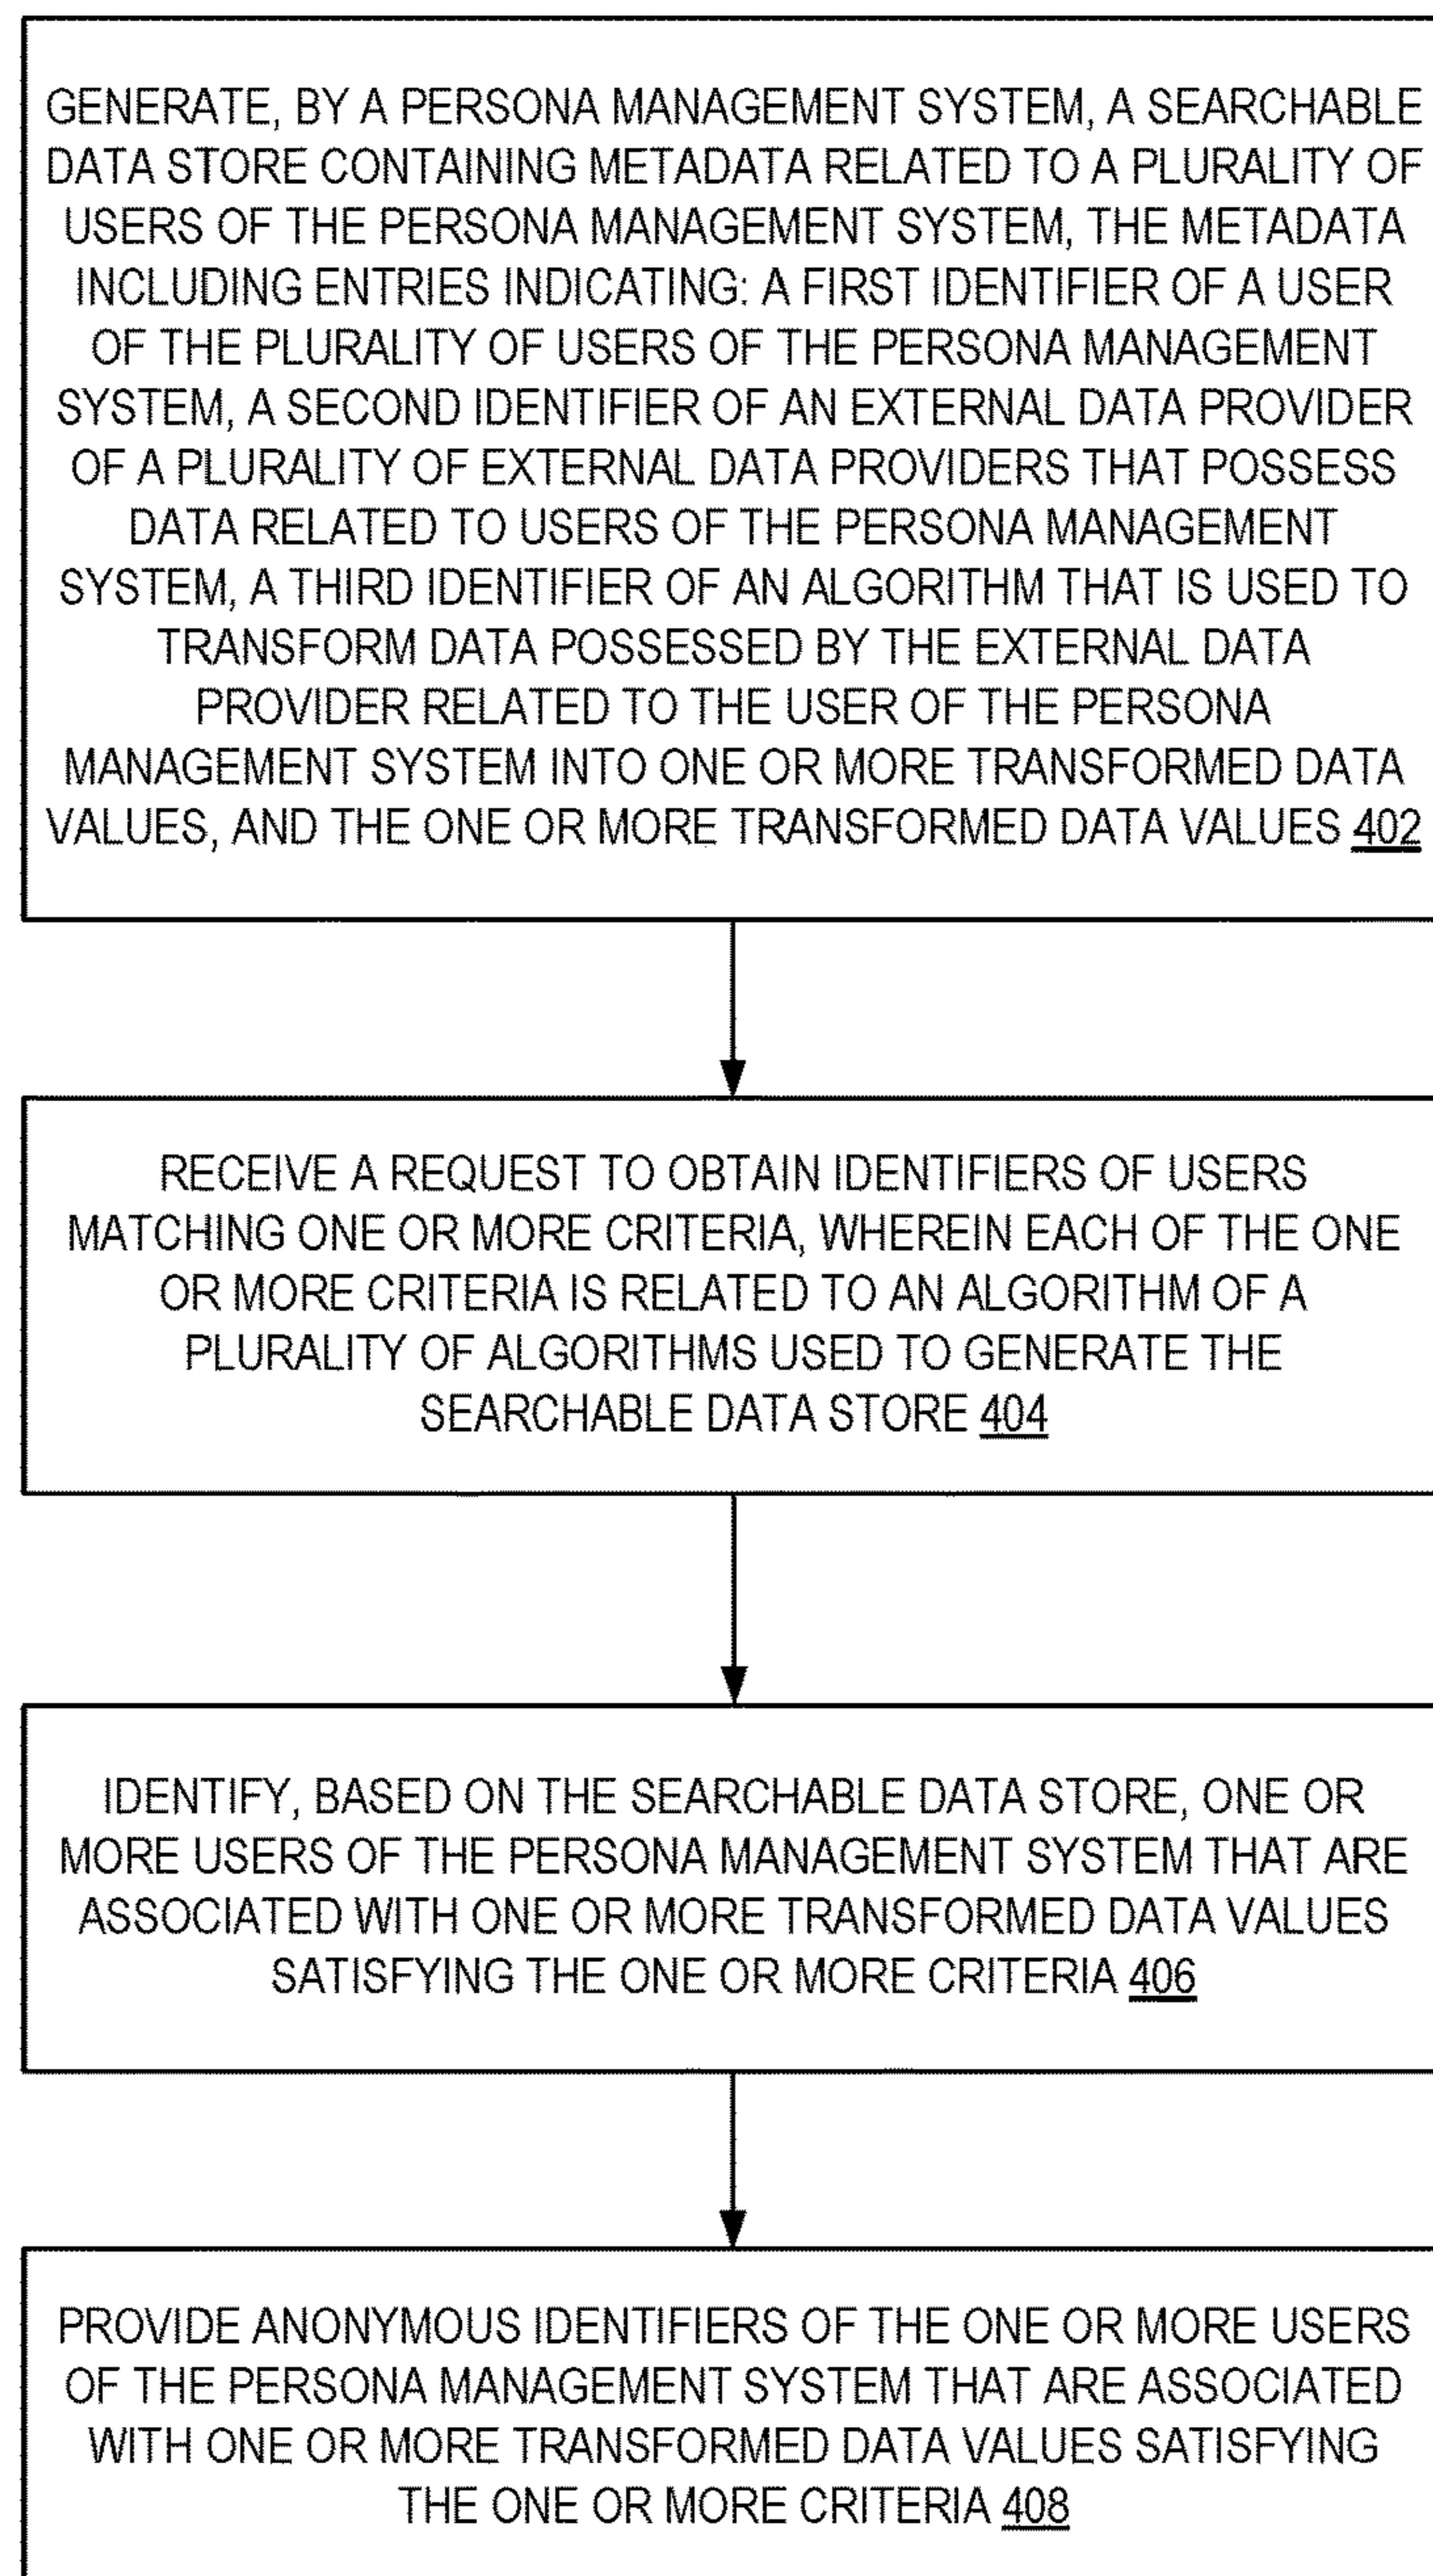 GENERATE, BY A PERSONA MANAGEMENT SYSTEM, A SEARCHABLE
DATA STORE CONTAINING METADATA RELATED TO A PLURALITY OF
USERS OF THE PERSONA MANAGEMENT SYSTEM, THE METADATA
INCLUDING ENTRIES INDICATING: A FIRST IDENTIFIER OF A USER
OF THE PLURALITY OF USERS OF THE PERSONA MANAGEMENT
SYSTEM, A SECOND IDENTIFIER OF AN EXTERNAL DATA PROVIDER
OF A PLURALITY OF EXTERNAL DATA PROVIDERS THAT POSSESS
DATA RELATED TO USERS OF THE PERSONA MANAGEMENT
SYSTEM, A THIRD IDENTIFIER OF AN ALGORITHM THAT IS USED TO
TRANSFORM DATA POSSESSED BY THE EXTERNAL DATA
PROVIDER RELATED TO THE USER OF THE PERSONA
MANAGEMENT SYSTEM INTO ONE OR MORE TRANSFORMED DATA
VALUES, AND THE ONE OR MORE TRANSFORMED DATA VALUES 402
RECEIVE A REQUEST TO OBTAIN IDENTIFIERS OF USERS
MATCHING ONE OR MORE CRITERIA, WHEREIN EACH OF THE ONE
OR MORE CRITERIA IS RELATED TO AN ALGORITHM OF A
PLURALITY OF ALGORITHMS USED TO GENERATE THE
SEARCHABLE DATA STORE 404
IDENTIFY, BASED ON THE SEARCHABLE DATA STORE, ONE OR
MORE USERS OF THE PERSONA MANAGEMENT SYSTEM THAT ARE
ASSOCIATED WITH ONE OR MORE TRANSFORMED DATA VALUES
SATISFYING THE ONE OR MORE CRITERIA 406
PROVIDE ANONYMOUS IDENTIFIERS OF THE ONE OR MORE USERS
OF THE PERSONA MANAGEMENT SYSTEM THAT ARE ASSOCIATED
WITH ONE OR MORE TRANSFORMED DATA VALUES SATISFYING
THE ONE OR MORE CRITERIA 408